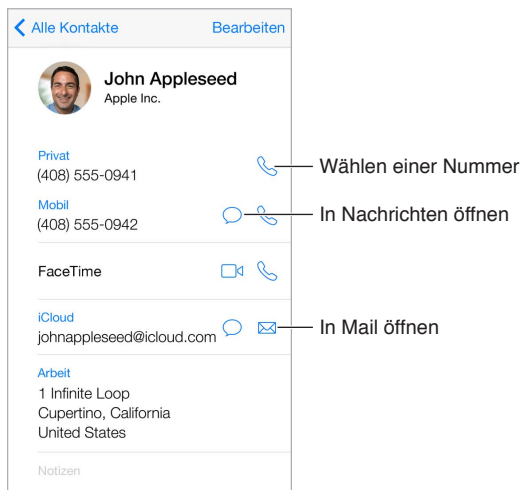 Alle Kontakte Bearbeiten
John Appleseed
Apple Inc.
Privat
(408) 555-0941
Wählen einer Nummer
Mobil
(408) 555-0942
In Nachrichten öffnen
FaceTime
iCloud
johnappleseed@icloud.com
In Mail öffnen
Arbeit
1 Infinite Loop
Cupertino, California
United States
Notizen